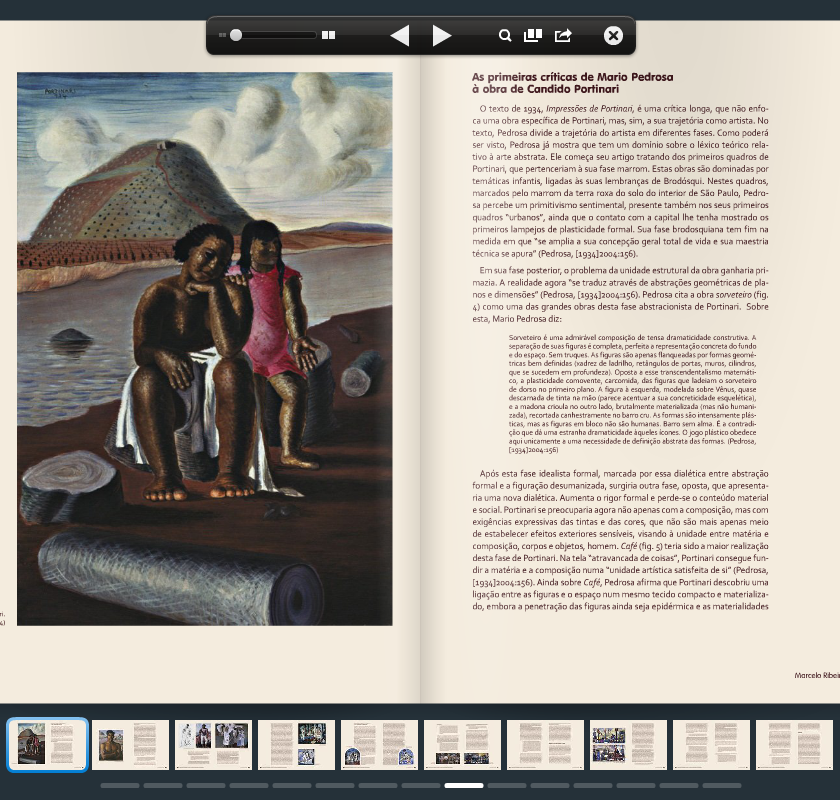 PORTINARI
As primeiras críticas de Mario Pedrosa
à obra de Candido Portinari
O texto de 1934, Impressões de Portinari, é uma crítica longa, que não enfo-
ca uma obra específica de Portinari, mas, sim, a sua trajetória como artista. No
texto, Pedrosa divide a trajetória do artista em diferentes fases. Como poderá
ser visto, Pedrosa já mostra que tem um domínio sobre o léxico teórico rela-
tivo à arte abstrata. Ele começa seu artigo tratando dos primeiros quadros de
Portinari, que pertenceriam à sua fase marrom. Estas obras são dominadas por
temáticas infantis, ligadas às suas lembranças de Brodósqui. Nestes quadros,
marcados pelo marrom da terra roxa do solo do interior de São Paulo, Pedro-
sa percebe um primitivismo sentimental, presente também nos seus primeiros
quadros "urbanos", ainda que o contato com a capital lhe tenha mostrado os
primeiros lampejos de plasticidade formal. Sua fase brodosquiana tem fim na
medida em que "se amplia a sua concepção geral total de vida e sua maestria
técnica se apura" (Pedrosa, [1934]2004:156).
Em sua fase posterior, o problema da unidade estrutural da obra ganharia pri-
mazia. A realidade agora "se traduz através de abstrações geométricas de pla-
nos e dimensões" (Pedrosa, [1934]2004:156). Pedrosa cita a obra sorveteiro (fig.
4) como uma das grandes obras desta fase abstracionista de Portinari. Sobre
esta, Mario Pedrosa diz:
Sorveteiro é uma admirável composição de tensa dramaticidade construtiva. A
separação de suas figuras é completa, perfeita a representação concreta do fundo
e do espaço. Sem truques. As figuras são apenas flanqueadas por formas geomé-
tricas bem definidas (xadrez de ladrilho, retângulos de portas, muros, cilindros,
que se sucedem em profundeza). Oposta a esse transcendentalismo matemáti-
co, a plasticidade comovente, carcomida, das figuras que ladeiam o sorveteiro
de dorso no primeiro plano. A figura à esquerda, modelada sobre Vênus, quase
descarnada de tinta na mão (parece acentuar a sua concreticidade esquelética),
e a madona crioula no outro lado, brutalmente materializada (mas não humani-
zada), recortada canhestramente no barro cru. As formas são intensamente plás-
ticas, mas as figuras em bloco não são humanas. Barro sem alma. É a contradi-
ção que dá uma estranha dramaticidade àqueles ícones. O jogo plástico obedece
aqui unicamente a uma necessidade de definição abstrata das formas. (Pedrosa,
[1934]2004:156)
Após esta fase idealista formal, marcada por essa dialética entre abstração
formal e a figuração desumanizada, surgiria outra fase, oposta, que apresenta-
ria uma nova dialética. Aumenta o rigor formal e perde-se o conteúdo material
e social. Portinari se preocuparia agora não apenas com a composição, mas com
exigências expressivas das tintas e das cores, que não são mais apenas meio
de estabelecer efeitos exteriores sensíveis, visando à unidade entre matéria e
composição, corpos e objetos, homem. Café (fig. 5) teria sido a maior realização
desta fase de Portinari. Na tela "atravancada de coisas", Portinari consegue fun-
dir a matéria e a composição numa "unidade artística satisfeita de si" (Pedrosa,
[1934]2004:156). Ainda sobre Café, Pedrosa afirma que Portinari descobriu uma
ligação entre as figuras e o espaço num mesmo tecido compacto e materializa-
do, embora a penetração das figuras ainda seja epidérmica e as materialidades
Marcelo Ribei